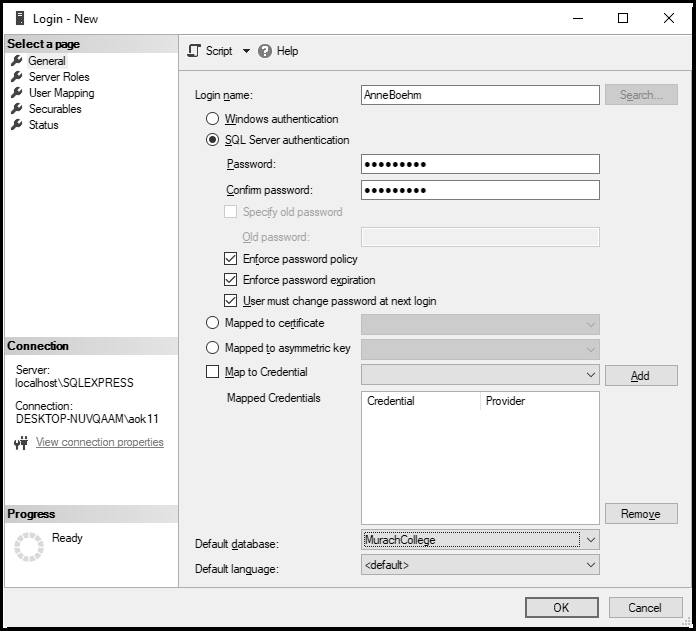 Login - New
Select a page
General
Server Roles
User Mapping
Securables
Status
Script
Help
Login name:
AnneBoehm
Search...
Windows authentication
SQL Server authentication
Password:
Confirm password:
Specify old password
Old password:
Enforce password policy
Enforce password expiration
User must change password at next login
Mapped to certificate
Mapped to asymmetric key
Map to Credential
Add
Mapped Credentials
Credential Provider
Remove
Default database:
MurachCollege
Default language:
<default>
Connection
Server:
localhost\SQLEXPRESS
Connection:
DESKTOP-NUVQAAM\aok11
View connection properties
Progress
Ready
OK
Cancel